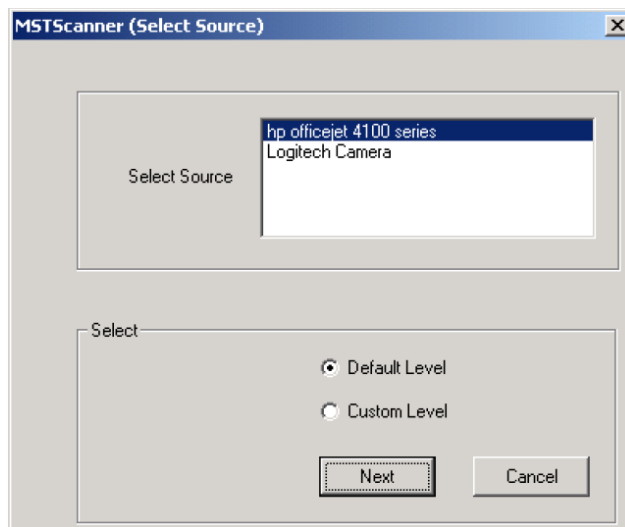 MSTScanner (Select Source)
hp officejet 4100 series
Logitech Camera
Select Source
Select
Default Level
Custom Level
Next
Cancel